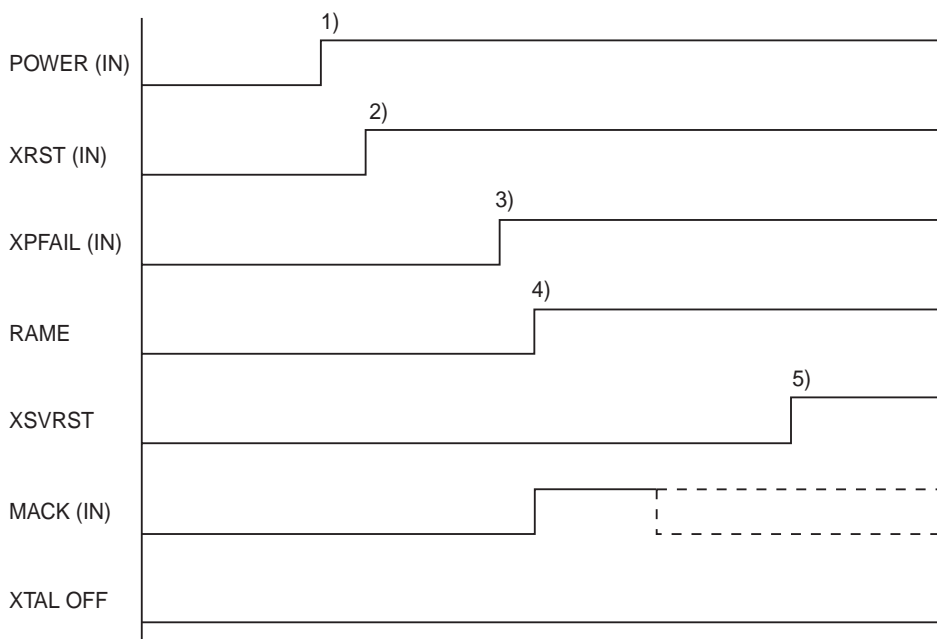 1)
POWER (IN)
2)
XRST (IN)
3)
XPFAIL (IN)
4)
RAME
5)
XSVRST
MACK (IN)
XTAL OFF